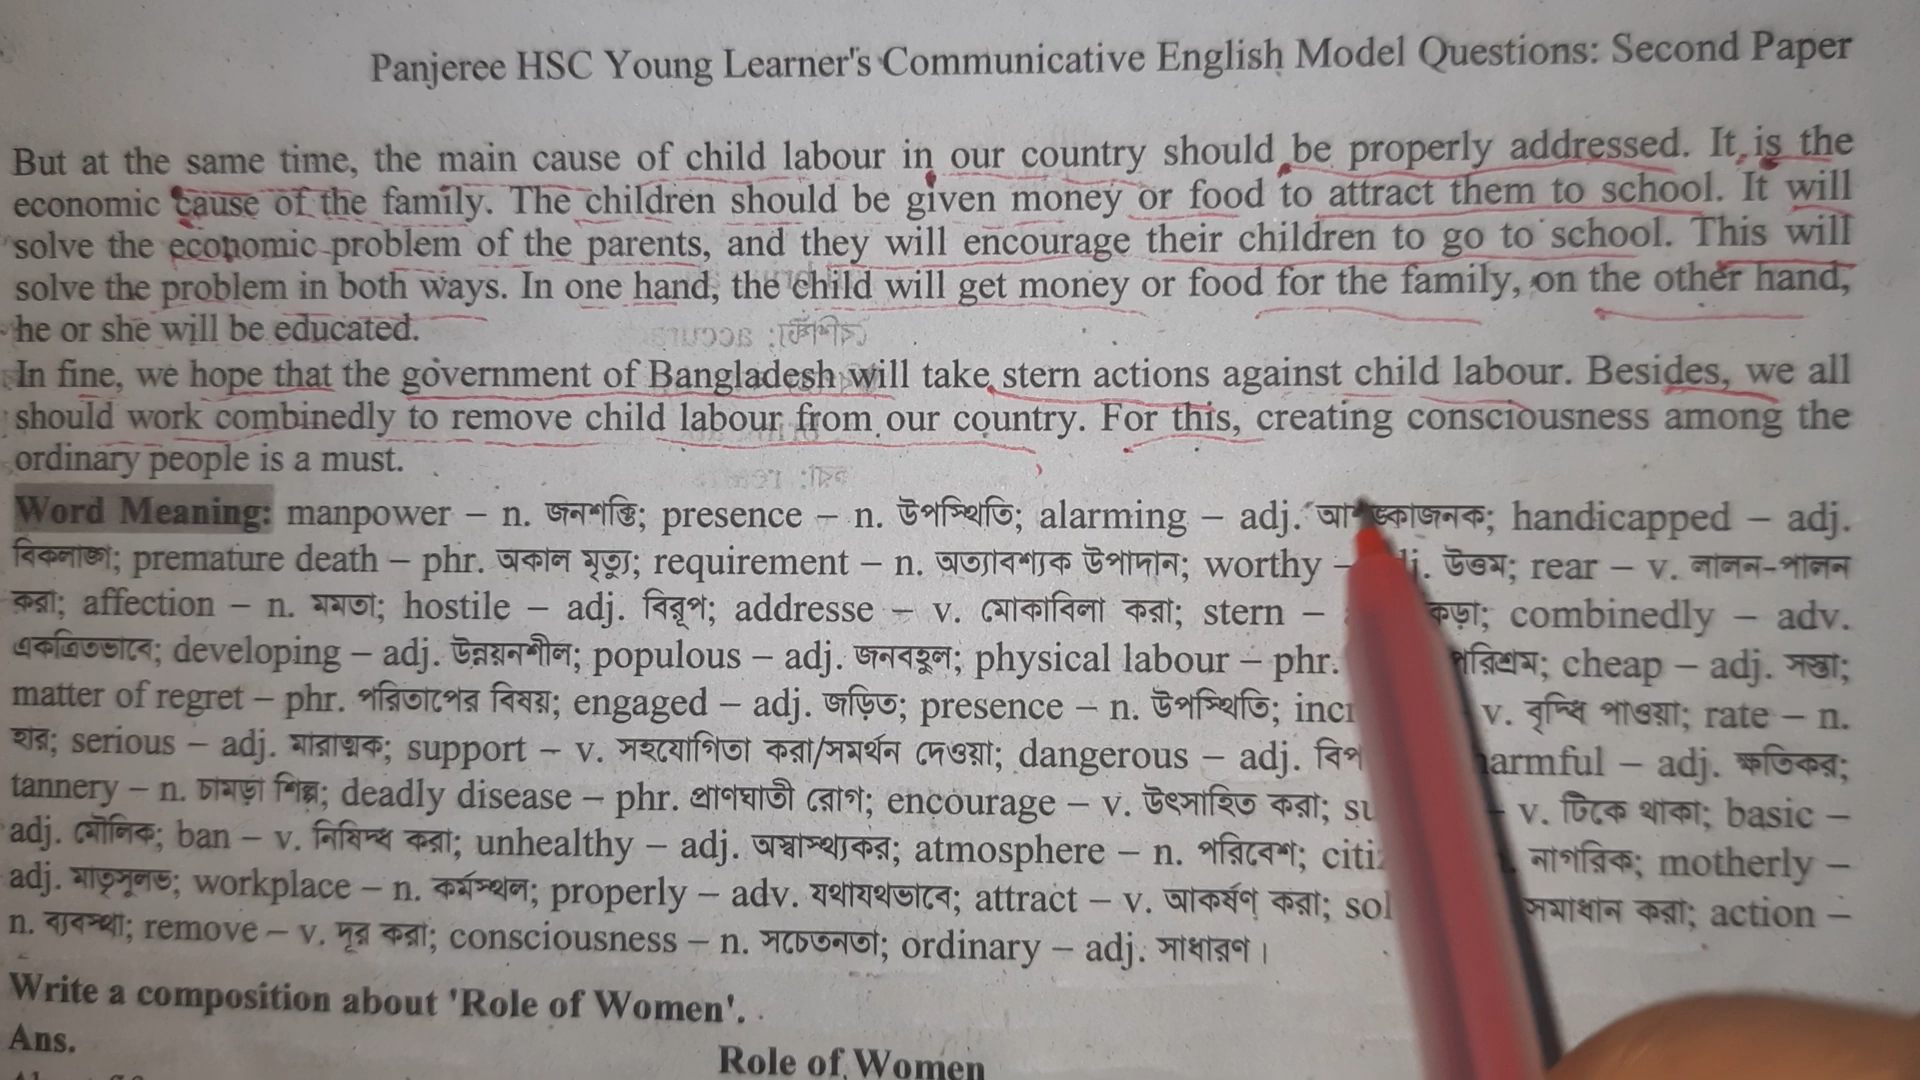 Panjeree HSC Young Learner's Communicative English Model Questions: Second Paper
But at the same time, the main cause of child labour in our country should be properly addressed. It is the
economic cause of the family. The children should be given money or food to attract them to school. It will
solve the economic problem of the parents, and they will encourage their children to go to school. This will
solve the problem in both ways. In one hand, the child will get money or food for the family, on the other hand,
he or she will be educated.
In fine, we hope that the government of Bangladesh will take stern actions against child labour. Besides, we all
should work combinedly to remove child labour from our country. For this, creating consciousness among the
ordinary people is a must.
Word Meaning: manpower – n. জনশক্তি; presence – n. উপস্থিতি; alarming – adj. আশঙ্কাজনক; handicapped – adj.
বিকলাঙ্গ; premature death – phr. অকাল মৃত্যু; requirement – n. অত্যাবশ্যক উপাদান; worthy – উত্তম; rear – v. লালন-পালন
করা; affection – n. মমতা; hostile – adj. বিরূপ; addresse – v. মোকাবিলা করা; stern – কড়া; combinedly – adv.
একত্রিতভাবে; developing – adj. উন্নয়নশীল; populous – adj. জনবহুল; physical labour – phr. পরিশ্রম; cheap – adj. সস্তা;
matter of regret – phr. পরিতাপের বিষয়; engaged – adj. জড়িত; presence – n. উপস্থিতি; v. বৃদ্ধি পাওয়া; rate – n.
হার; serious – adj. মারাত্মক; support – v. সহযোগিতা করা/সমর্থন দেওয়া; dangerous – adj. harmful – adj. ক্ষতিকর;
tannery – n. চামড়া শিল্প; deadly disease – phr. প্রাণঘাতী রোগ; encourage – v. উৎসাহিত করা; – v. টিকে থাকা; basic –
adj. মৌলিক; ban – v. নিষিদ্ধ করা; unhealthy – adj. অস্বাস্থ্যকর; atmosphere – n. পরিবেশ; নাগরিক; motherly –
adj. মাতৃসুলভ; workplace – n. কর্মস্থল; properly – adv. যথাযথভাবে; attract – v. আকর্ষণ করা; সমাধান করা; action –
n. ব্যবস্থা; remove – v. দূর করা; consciousness – n. সচেতনতা; ordinary – adj. সাধারণ।
Write a composition about 'Role of Women'.
Ans.
Role of Women